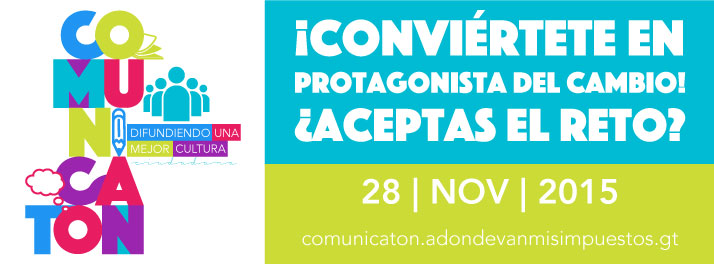 CO
MU
NI
CA
TON
DIFUNDIENDO UNA
MEJOR CULTURA
ciudadana
¡CONVIÉRTETE EN
PROTAGONISTA DEL CAMBIO!
¿ACEPTAS EL RETO?
28 | NOV | 2015
comunicaton.adondevanmisimpuestos.gt